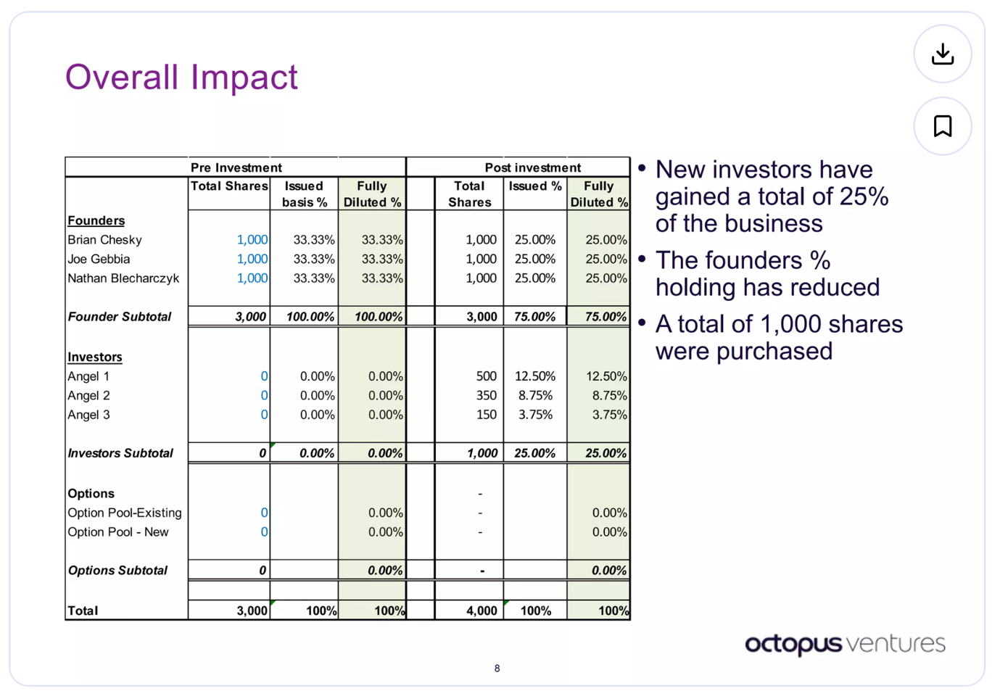 Overall Impact
Pre Investment Post investment
Total Shares Issued basis % Fully Diluted % Total Shares Issued % Fully Diluted %
Founders
Brian Chesky 1,000 33.33% 33.33% 1,000 25.00% 25.00%
Joe Gebbia 1,000 33.33% 33.33% 1,000 25.00% 25.00%
Nathan Blecharczyk 1,000 33.33% 33.33% 1,000 25.00% 25.00%
Founder Subtotal 3,000 100.00% 100.00% 3,000 75.00% 75.00%
Investors
Angel 1 0 0.00% 0.00% 500 12.50% 12.50%
Angel 2 0 0.00% 0.00% 350 8.75% 8.75%
Angel 3 0 0.00% 0.00% 150 3.75% 3.75%
Investors Subtotal 0 0.00% 0.00% 1,000 25.00% 25.00%
Options -
Option Pool-Existing 0 0.00% - 0.00%
Option Pool - New 0 0.00% - 0.00%
Options Subtotal 0 0.00% - 0.00%
Total 3,000 100% 100% 4,000 100% 100%
• New investors have
gained a total of 25%
of the business
• The founders %
holding has reduced
• A total of 1,000 shares
were purchased
octopus ventures
8